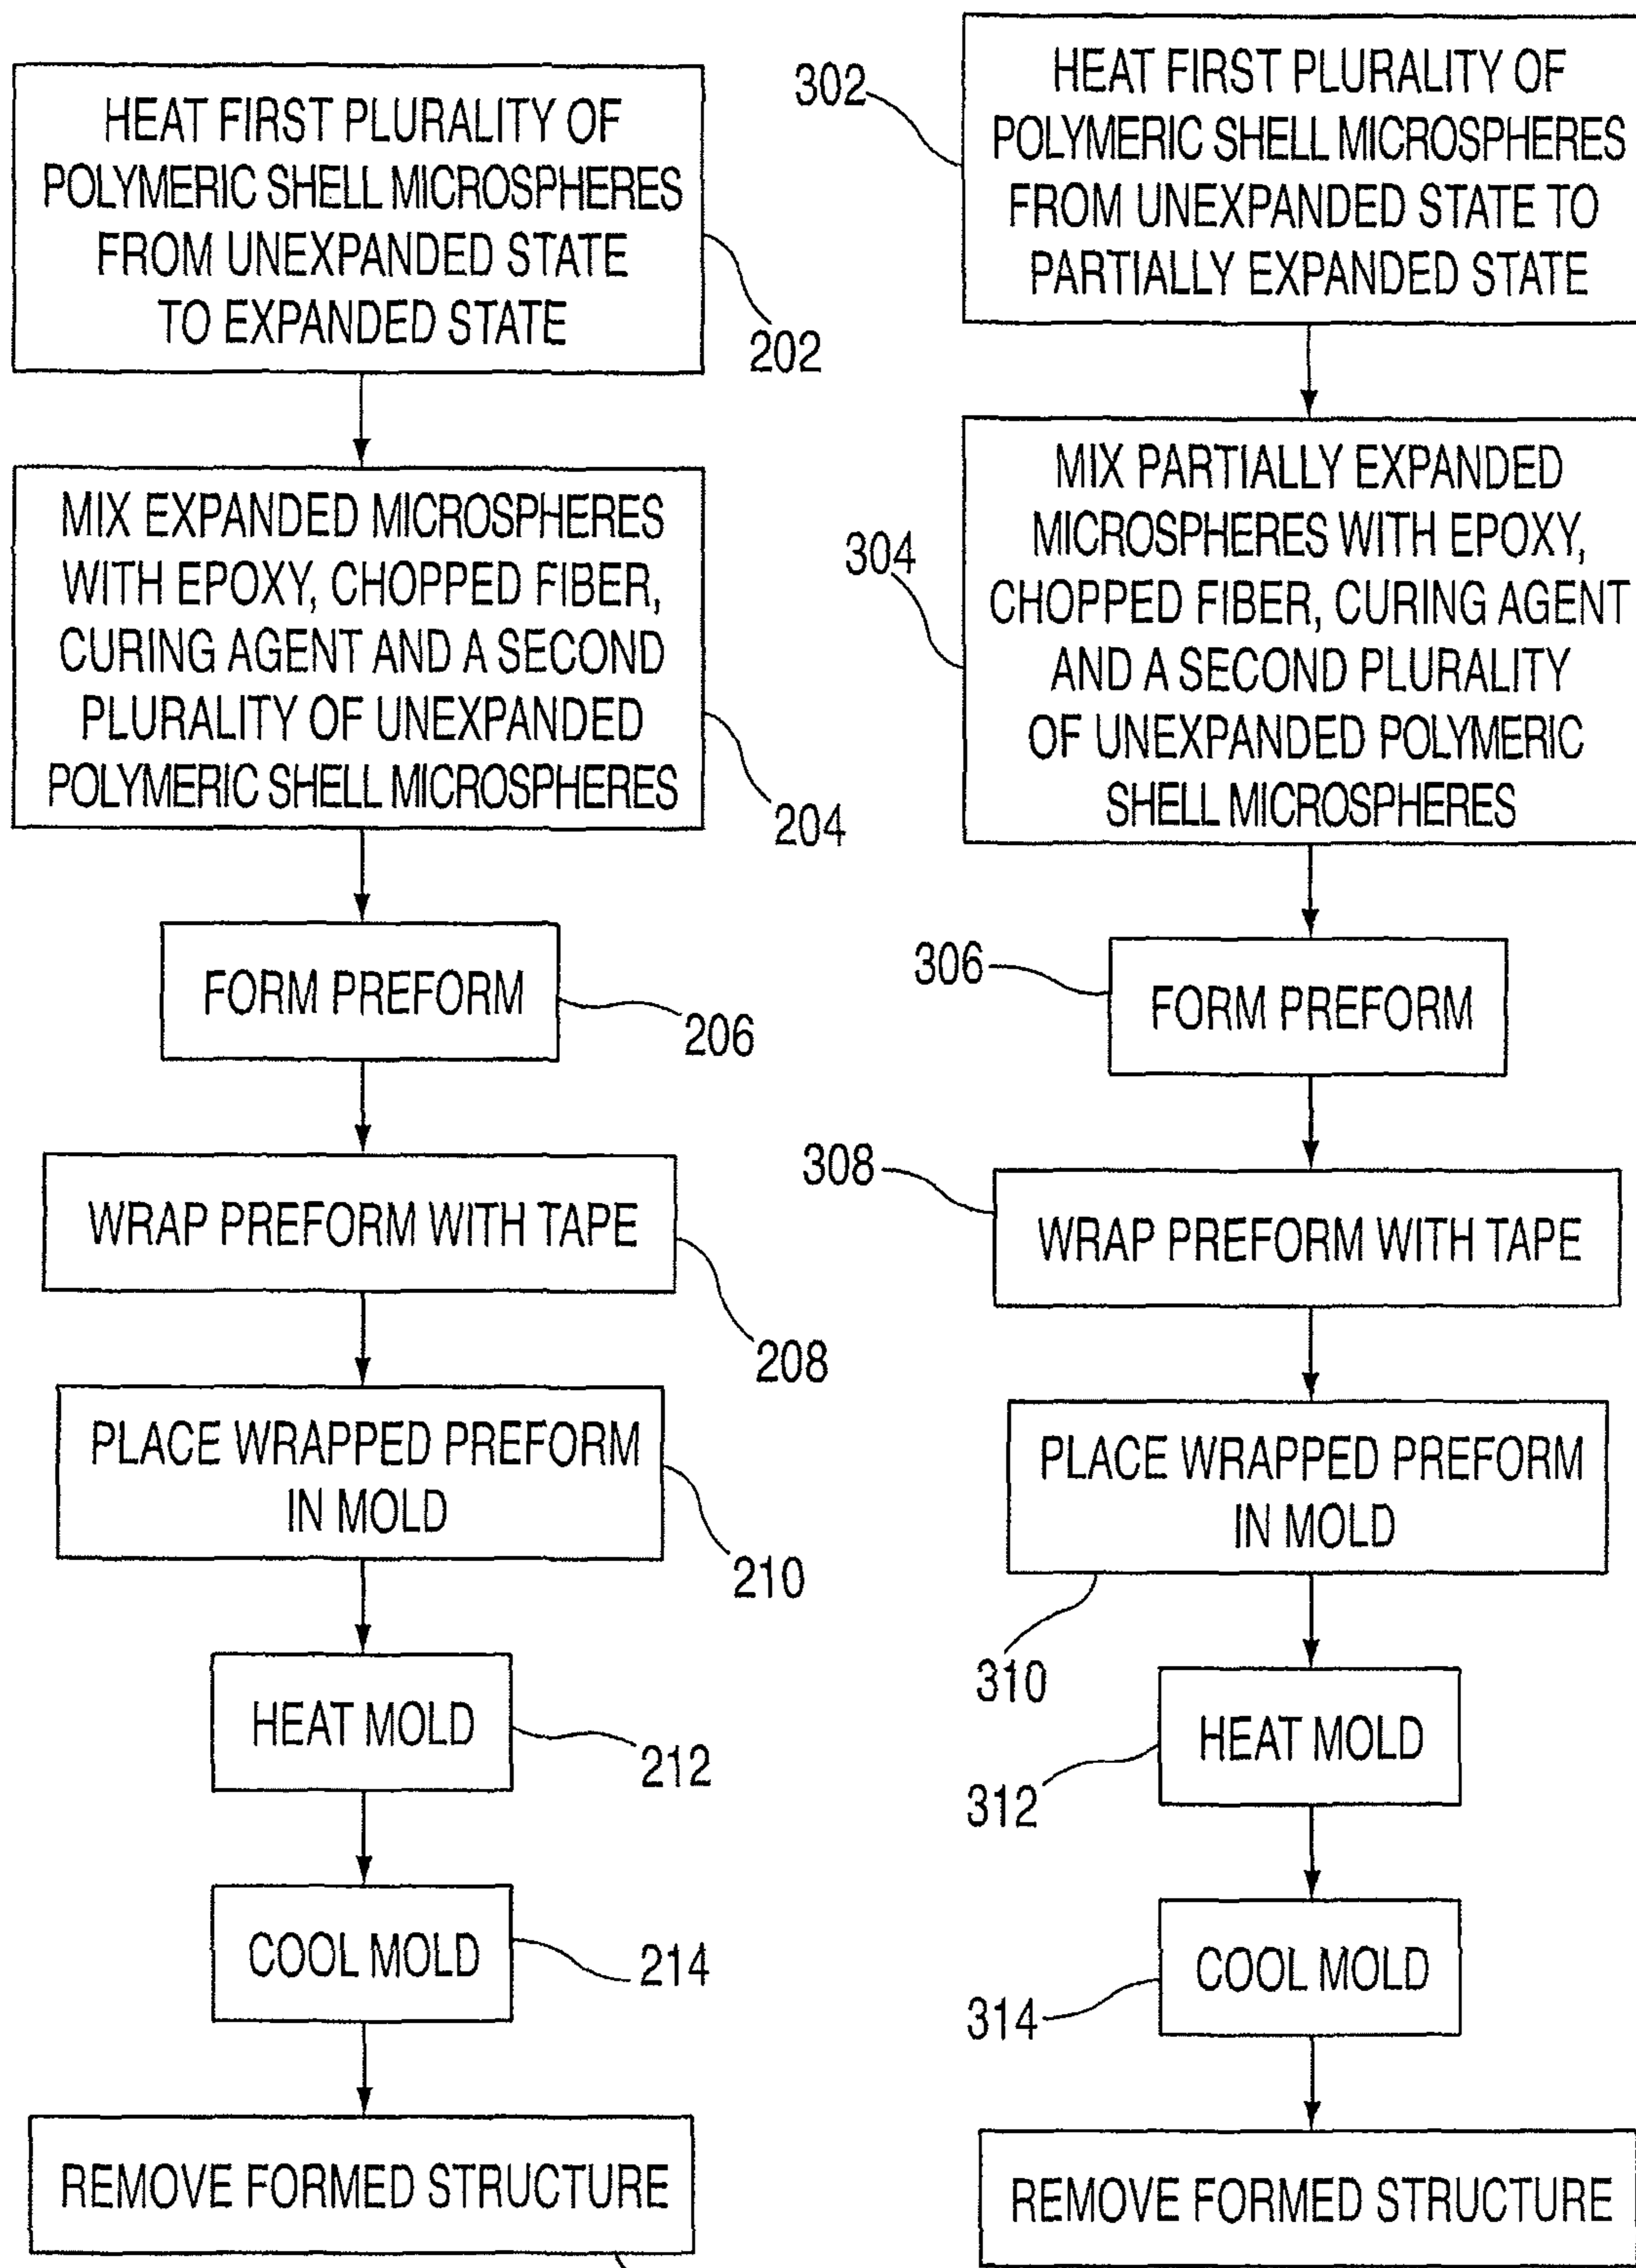 HEAT FIRST PLURALITY OF
POLYMERIC SHELL MICROSPHERES
FROM UNEXPANDED STATE
TO EXPANDED STATE
202
MIX EXPANDED MICROSPHERES
WITH EPOXY, CHOPPED FIBER,
CURING AGENT AND A SECOND
PLURALITY OF UNEXPANDED
POLYMERIC SHELL MICROSPHERES
204
FORM PREFORM
206
WRAP PREFORM WITH TAPE
208
PLACE WRAPPED PREFORM
IN MOLD
210
HEAT MOLD
212
COOL MOLD
214
REMOVE FORMED STRUCTURE
302
HEAT FIRST PLURALITY OF
POLYMERIC SHELL MICROSPHERES
FROM UNEXPANDED STATE TO
PARTIALLY EXPANDED STATE
304
MIX PARTIALLY EXPANDED
MICROSPHERES WITH EPOXY,
CHOPPED FIBER, CURING AGENT
AND A SECOND PLURALITY
OF UNEXPANDED POLYMERIC
SHELL MICROSPHERES
306
FORM PREFORM
308
WRAP PREFORM WITH TAPE
PLACE WRAPPED PREFORM
IN MOLD
310
HEAT MOLD
312
COOL MOLD
314
REMOVE FORMED STRUCTURE